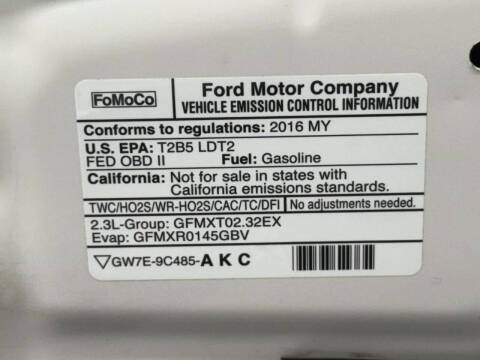 FoMoCo
Ford Motor Company
VEHICLE EMISSION CONTROL INFORMATION
Conforms to regulations: 2016 MY
U.S. EPA: T2B5 LDT2
FED OBD II Fuel: Gasoline
California: Not for sale in states with
California emissions standards.
TWC/HO2S/WR-HO2S/CAC/TC/DFI No adjustments needed.
2.3L-Group: GFMXT02.32EX
Evap: GFMXR0145GBV
GW7E-9C485-AKC